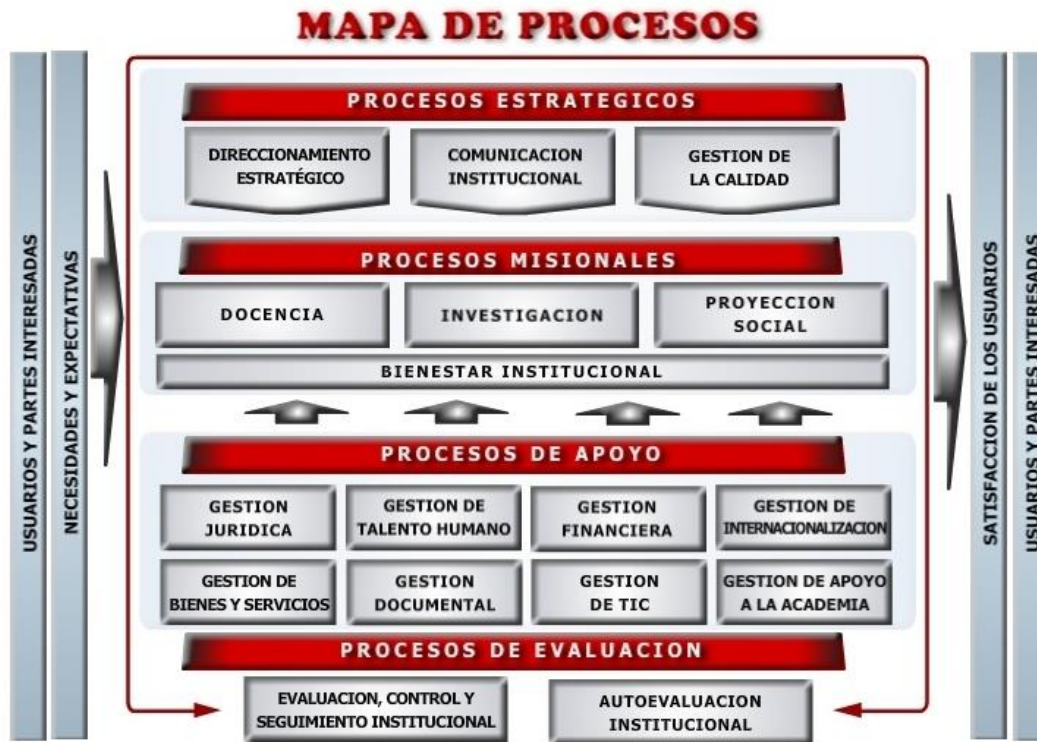 MAPA DE PROCESOS
USUARIOS Y PARTES INTERESADAS
NECESIDADES Y EXPECTATIVAS
PROCESOS ESTRATEGICOS
DIRECCIONAMIENTO
ESTRATÉGICO
COMUNICACION
INSTITUCIONAL
GESTION DE
LA CALIDAD
PROCESOS MISIONALES
DOCENCIA
INVESTIGACION
PROYECCION
SOCIAL
BIENESTAR INSTITUCIONAL
PROCESOS DE APOYO
GESTION
JURIDICA
GESTION DE
TALENTO HUMANO
GESTION
FINANCIERA
GESTION DE
INTERNACIONALIZACION
GESTION DE
BIENES Y SERVICIOS
GESTION
DOCUMENTAL
GESTION
DE TIC
GESTION DE APOYO
A LA ACADEMIA
PROCESOS DE EVALUACION
EVALUACION, CONTROL Y
SEGUIMIENTO INSTITUCIONAL
AUTOEVALUACION
INSTITUCIONAL
SATISFACCION DE LOS USUARIOS
USUARIOS Y PARTES INTERESADAS